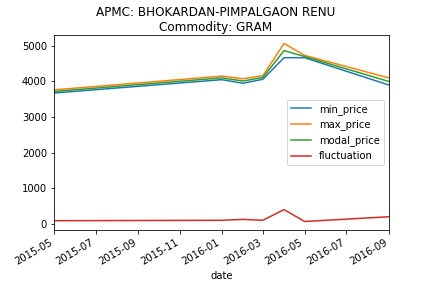 APMC: BHOKARDAN-PIMPALGAON RENU
Commodity: GRAM
5000
4000
3000
2000
1000
0
min_price
max_price
modal_price
fluctuation
2015-05
2015-07
2015-09
2015-11
2016-01
2016-03
2016-05
2016-07
2016-09
date